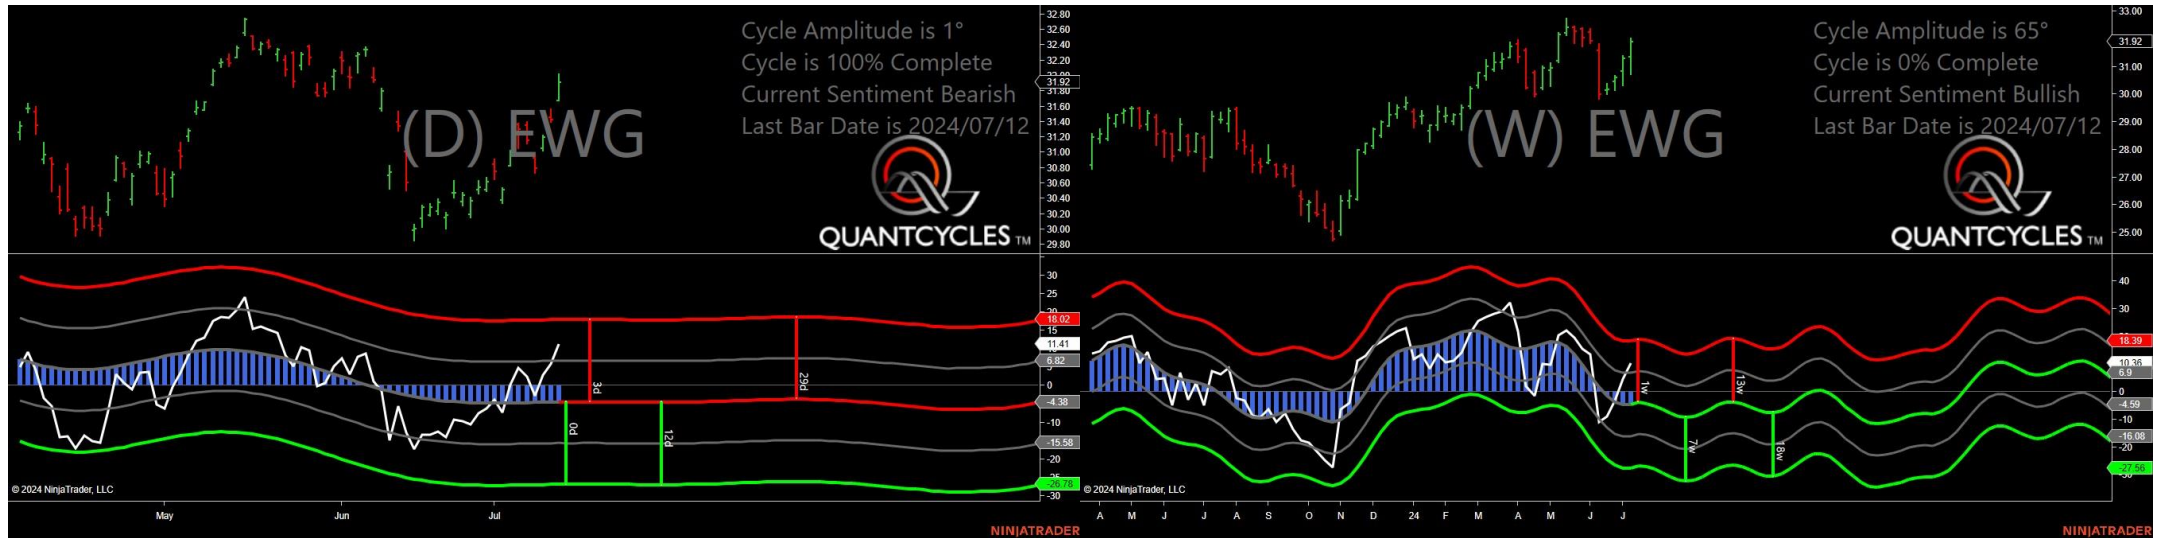 Cycle Amplitude is 1°
Cycle is 100% Complete
Current Sentiment Bearish
Last Bar Date is 2024/07/12
(D) EWG
QUANTCYCLES TM
32.80
32.60
32.40
32.20
31.92
31.80
31.60
31.40
31.20
31.00
30.80
30.60
30.40
30.20
30.00
29.80
30
25
18.02
15
11.41
6.82
5
0
-4.38
-10
-15.58
-20
-26.78
-30
3d
29d
0d
12d
© 2024 NinjaTrader, LLC
May Jun Jul
NINJATRADER
Cycle Amplitude is 65°
Cycle is 0% Complete
Current Sentiment Bullish
Last Bar Date is 2024/07/12
(W) EWG
QUANTCYCLES TM
33.00
31.92
31.00
30.00
29.00
28.00
27.00
26.00
25.00
40
30
18.39
10.36
6.9
0
-4.59
-10
-16.08
-20
-27.56
1w
13w
7w
18w
© 2024 NinjaTrader, LLC
A M J J A S O N D 24 F M A M J J
NINJATRADER